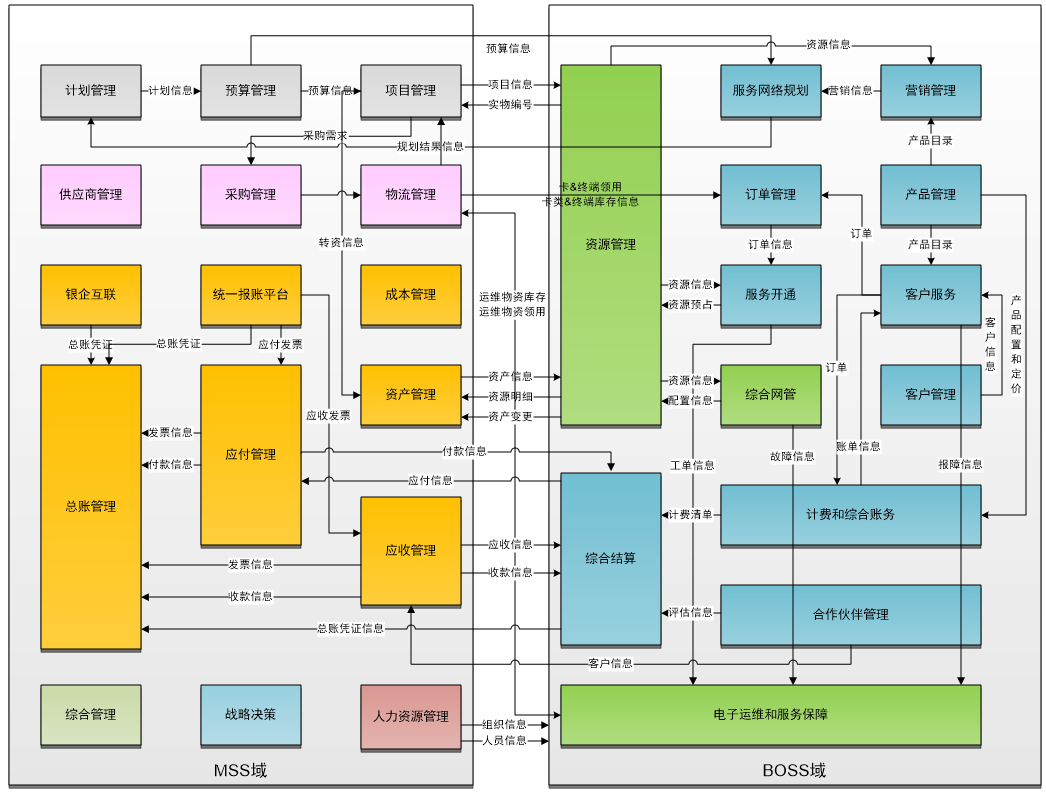 预算信息
资源信息
计划管理
计划信息
预算管理
预算信息
项目管理
项目信息
实物编号
服务网络规划
营销信息
营销管理
采购需求
规划结果信息
产品目录
供应商管理
采购管理
物流管理
卡&终端领用
卡类&终端库存信息
订单管理
产品管理
转资信息
资源管理
订单信息
订单
产品目录
银企互联
统一报账平台
成本管理
运维物资库存
运维物资领用
资源信息
资源预占
服务开通
客户服务
产品配置和定价
客户信息
总账凭证
总账凭证
应付发票
资产管理
资产信息
资源明细
资产变更
资源信息
配置信息
综合网管
订单
客户管理
应收发票
发票信息
付款信息
应付管理
付款信息
应付信息
工单信息
故障信息
账单信息
报障信息
总账管理
计费清单
计费和综合账务
应收管理
应收信息
收款信息
综合结算
发票信息
收款信息
评估信息
合作伙伴管理
总账凭证信息
客户信息
综合管理
战略决策
人力资源管理
组织信息
人员信息
电子运维和服务保障
MSS域
BOSS域